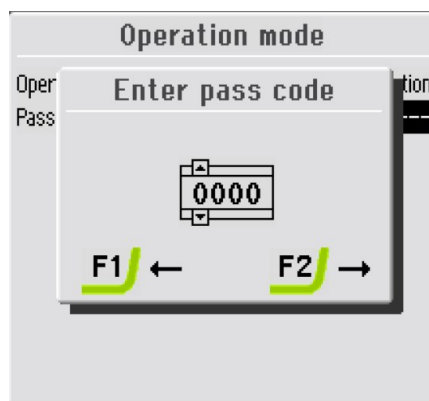 Operation mode
Enter pass code
0000
F1 ←
F2 →